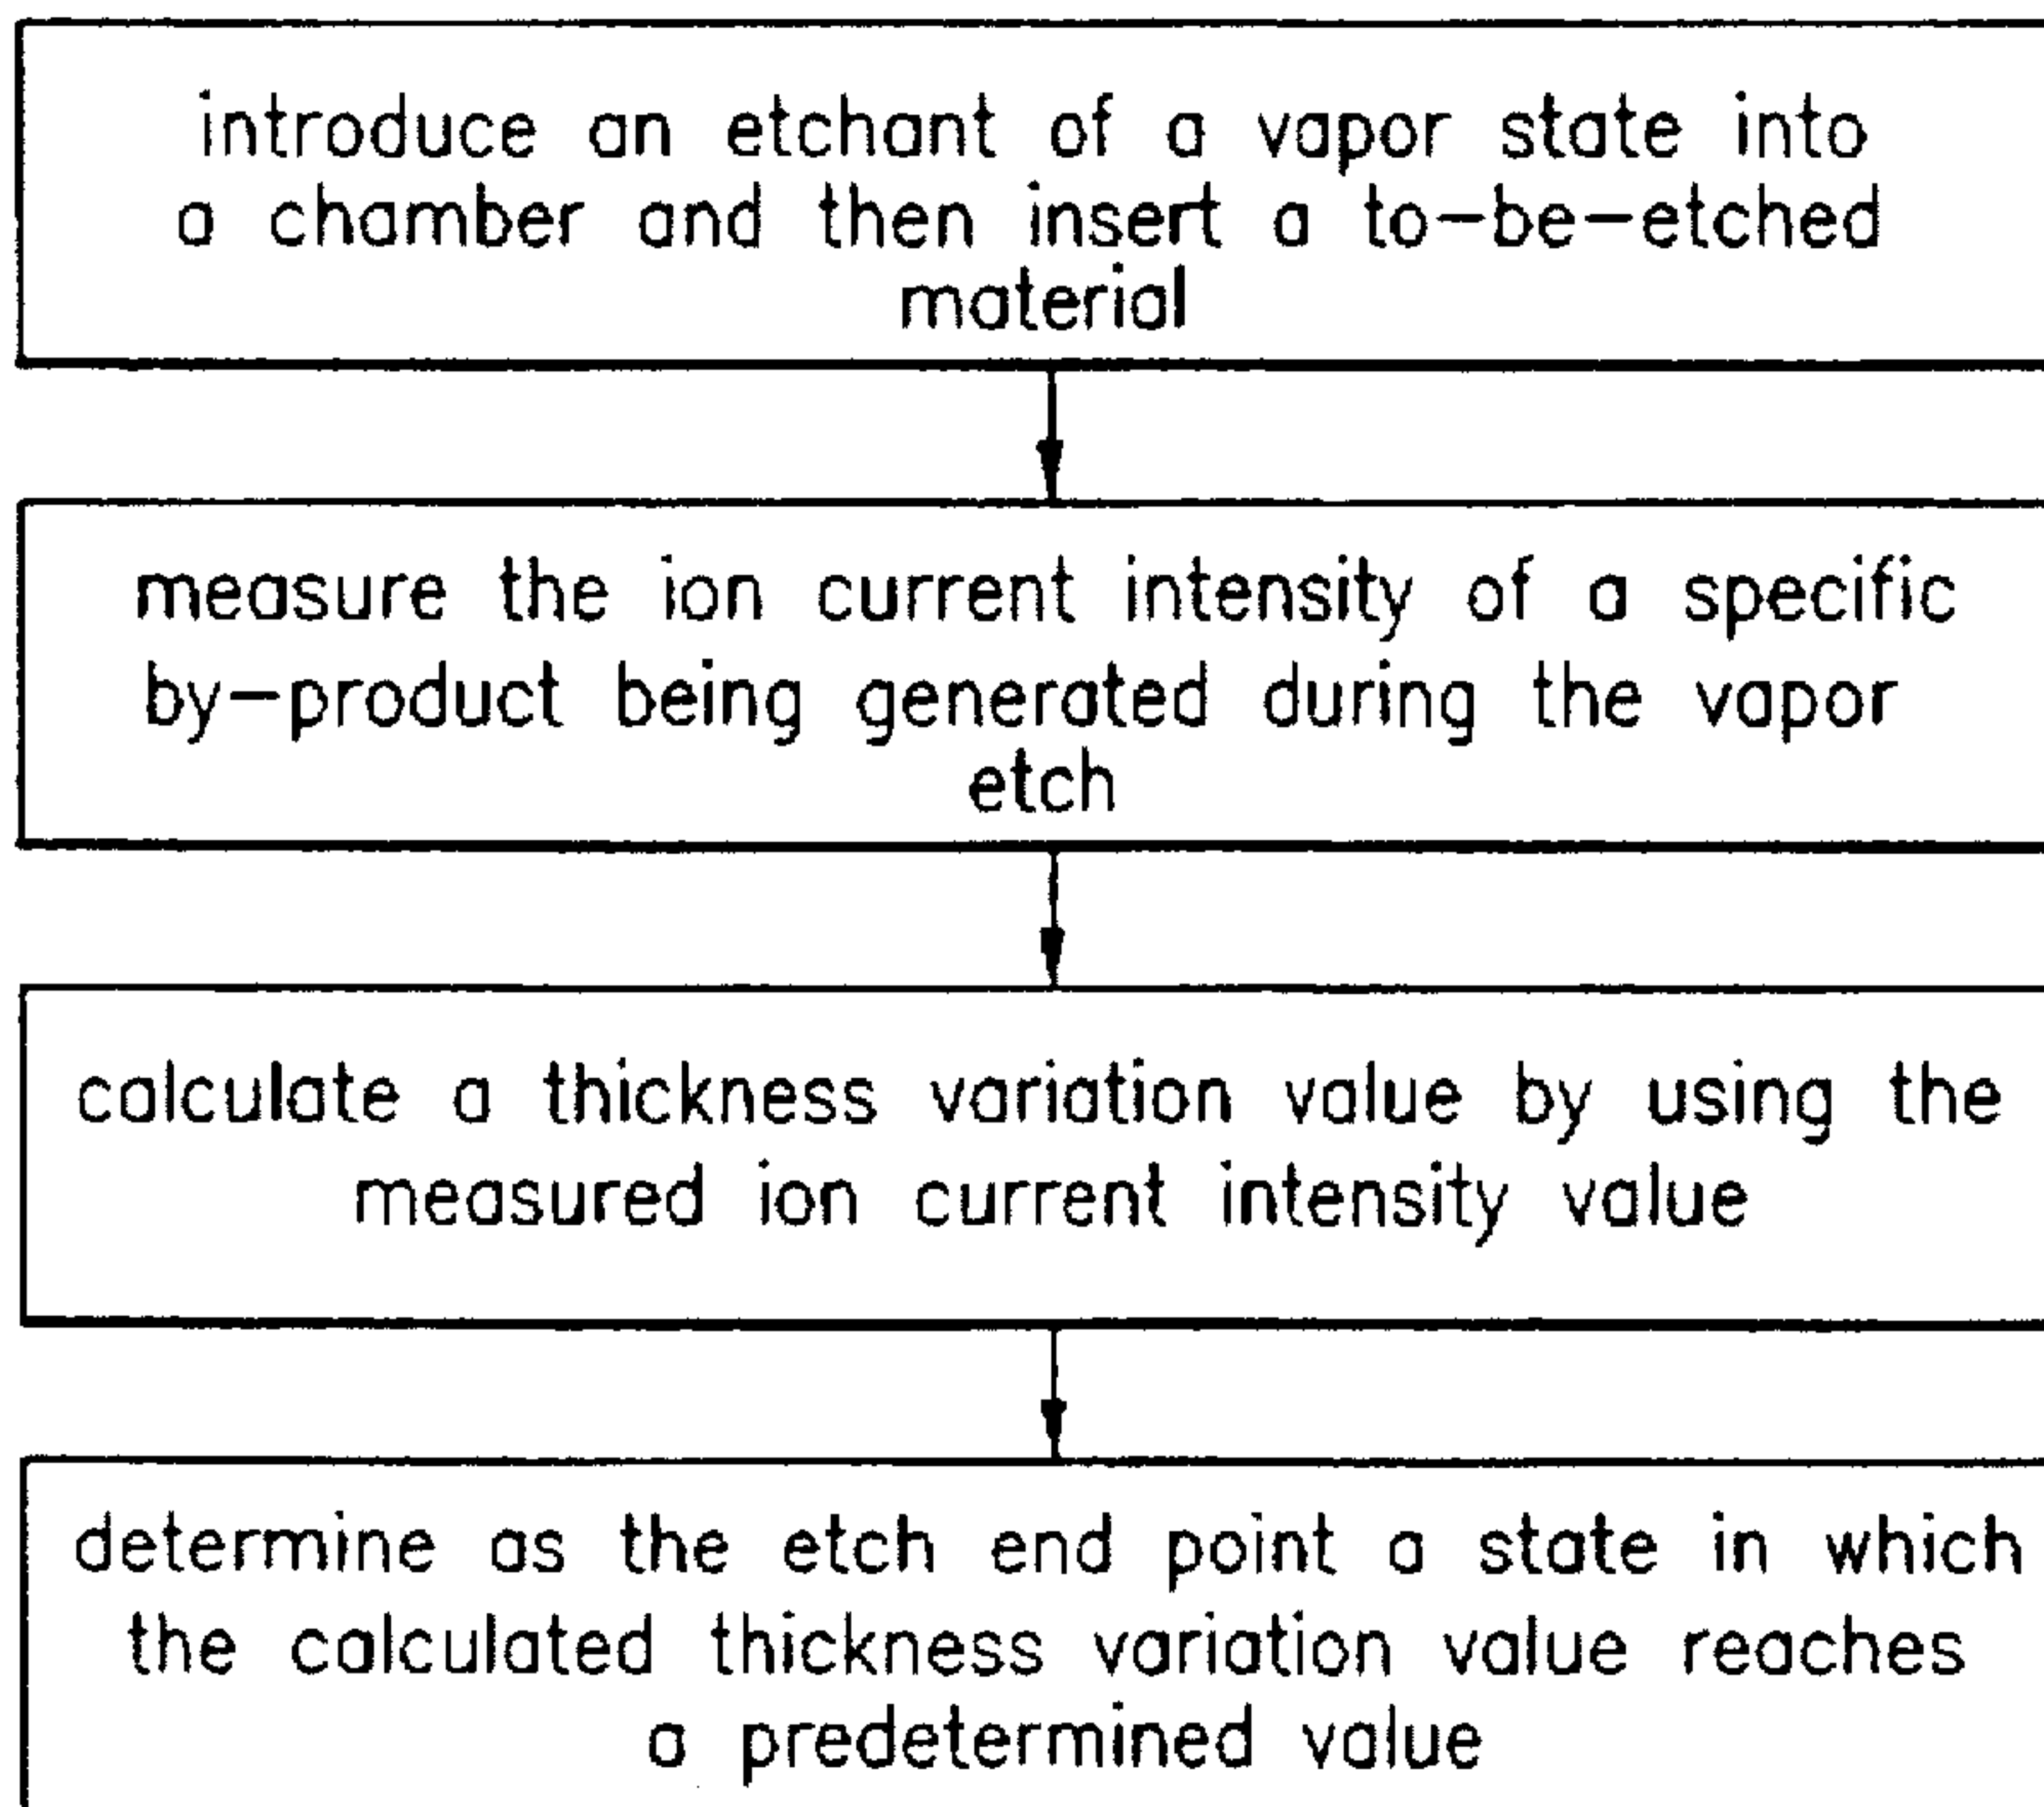 introduce an etchant of a vapor state into
a chamber and then insert a to-be-etched
material
measure the ion current intensity of a specific
by-product being generated during the vapor
etch
calculate a thickness variation value by using the
measured ion current intensity value
determine as the etch end point a state in which
the calculated thickness variation value reaches
a predetermined value